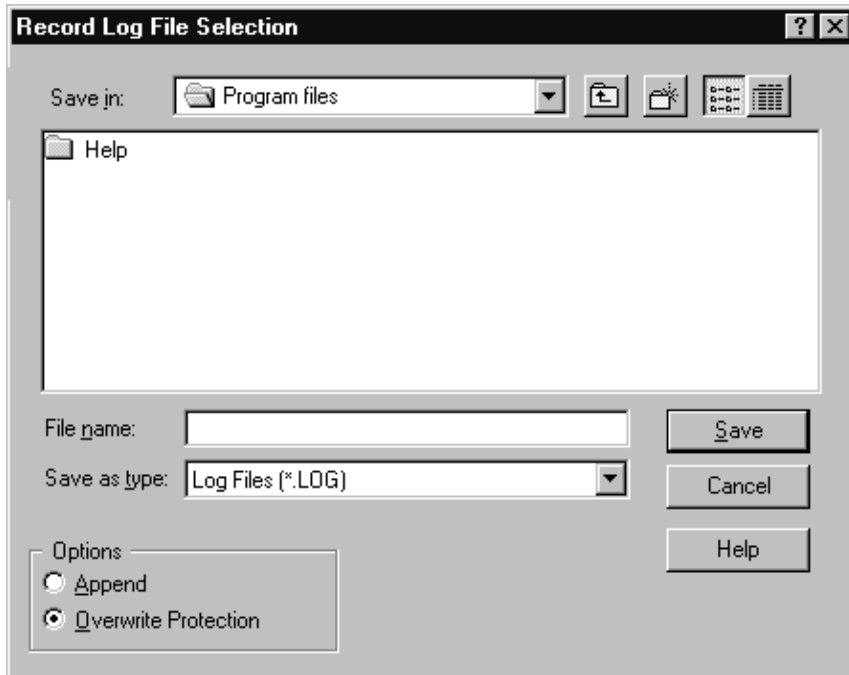 Record Log File Selection
Save in: Program files
Help
File name:
Save
Save as type: Log Files (*.LOG)
Cancel
Help
Options
Append
Overwrite Protection